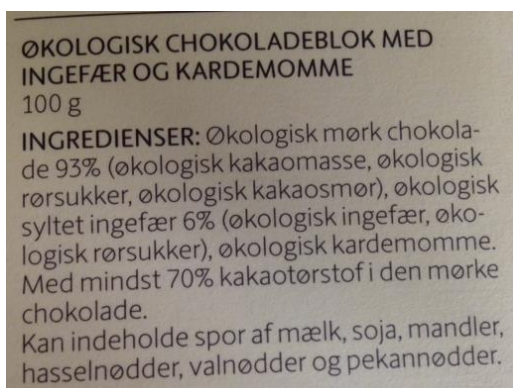 ØKOLOGISK CHOKOLADEBLOK MED
INGEFÆR OG KARDEMOMME
100 g
INGREDIENSER: Økologisk mørk chokola-
de 93% (økologisk kakaomasse, økologisk
rørsukker, økologisk kakaosmør), økologisk
syltet ingefær 6% (økologisk ingefær, øko-
logisk rørsukker), økologisk kardemomme.
Med mindst 70% kakaotørstof i den mørke
chokolade.
Kan indeholde spor af mælk, soja, mandler,
hasselnødder, valnødder og pekannødder.